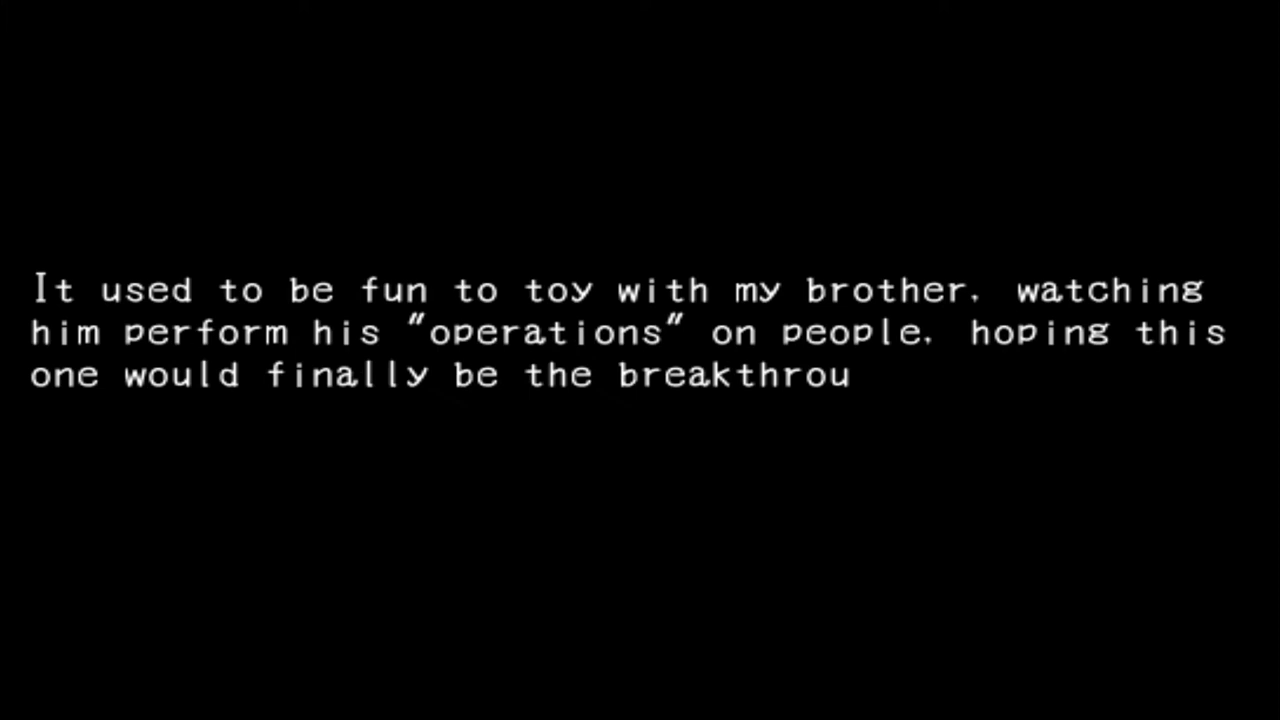 It used to be fun to toy with my brother, watching
him perform his "operations" on people, hoping this
one would finally be the breakthrou